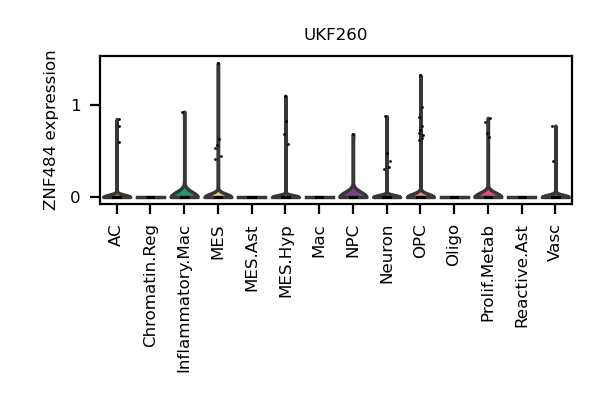 UKF260
ZNF484 expression
1
0
AC
Chromatin.Reg
Inflammatory.Mac
MES
MES.Ast
MES.Hyp
Mac
NPC
Neuron
OPC
Oligo
Prolif.Metab
Reactive.Ast
Vasc